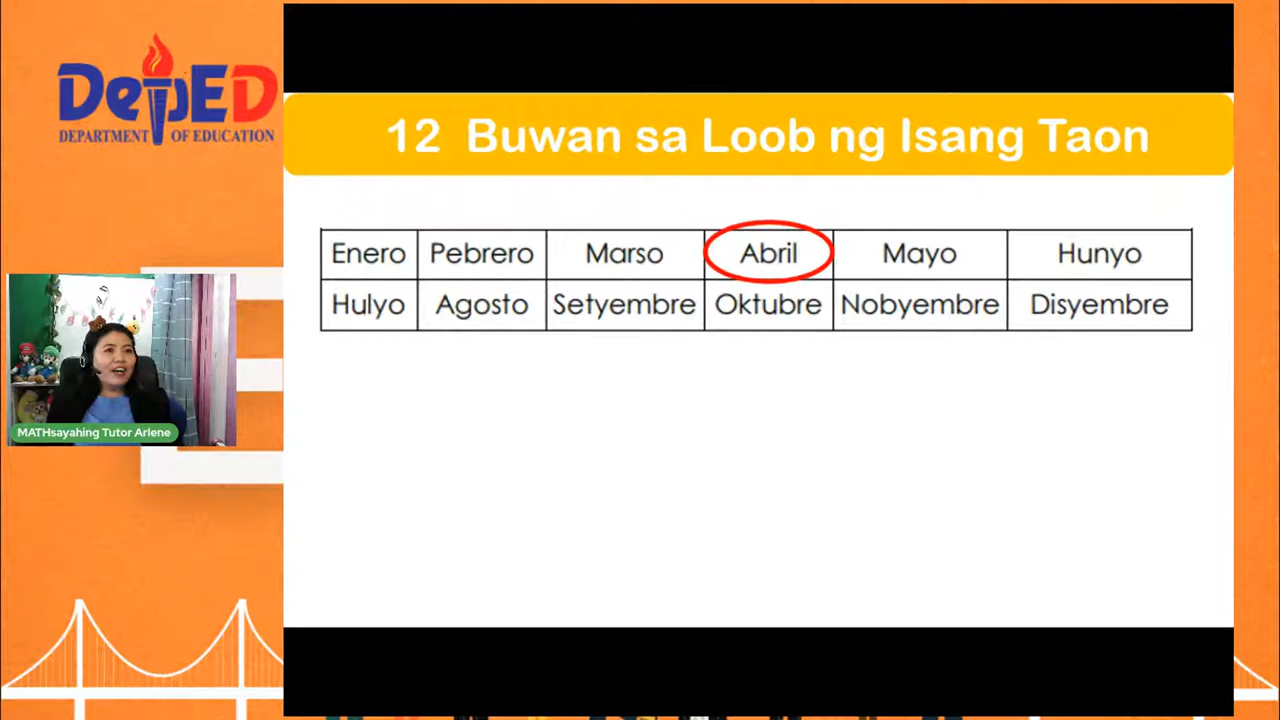 DepED
DEPARTMENT OF EDUCATION
12 Buwan sa Loob ng Isang Taon
Enero Pebrero Marso Abril Mayo Hunyo
Hulyo Agosto Setyembre Oktubre Nobyembre Disyembre
MATHsayahing Tutor Arlene